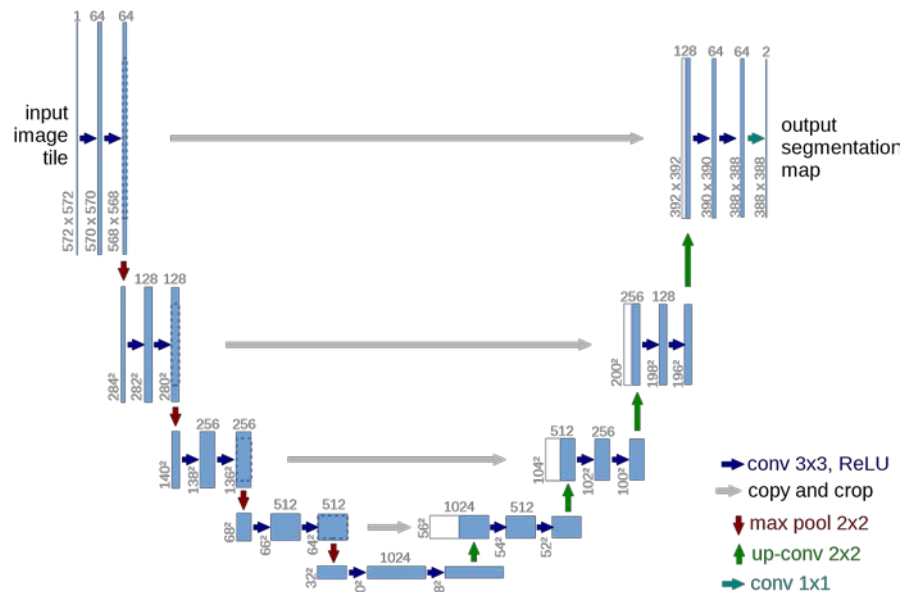 1 64 64
128 64 64 2
input
image
tile
output
segmentation
map
572 x 572
570 x 570
568 x 568
392 x 392
390 x 390
388 x 388
388 x 388
128 128
256 128
284²
282²
280²
200²
198²
196²
256 256
512 256
140²
138²
136²
104²
102²
100²
512 512
1024 512
68²
66²
64²
56²
54²
52²
1024
32²
0²
8²
conv 3x3, ReLU
copy and crop
max pool 2x2
up-conv 2x2
conv 1x1